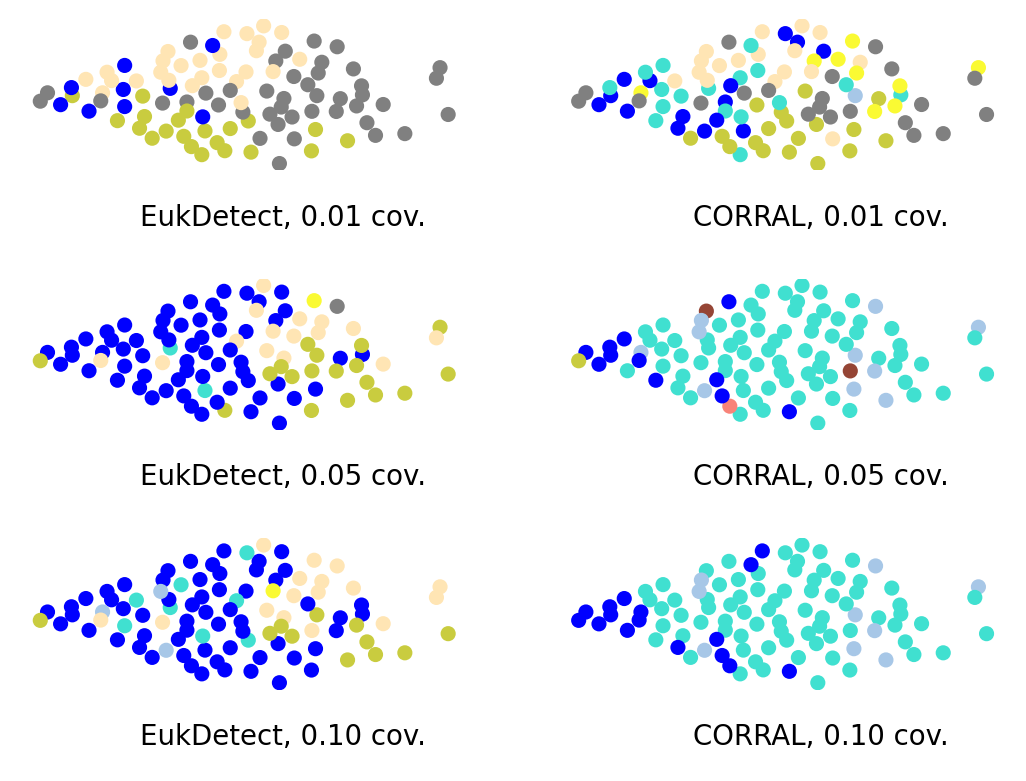 EukDetect, 0.01 cov.
CORRAL, 0.01 cov.
EukDetect, 0.05 cov.
CORRAL, 0.05 cov.
EukDetect, 0.10 cov.
CORRAL, 0.10 cov.